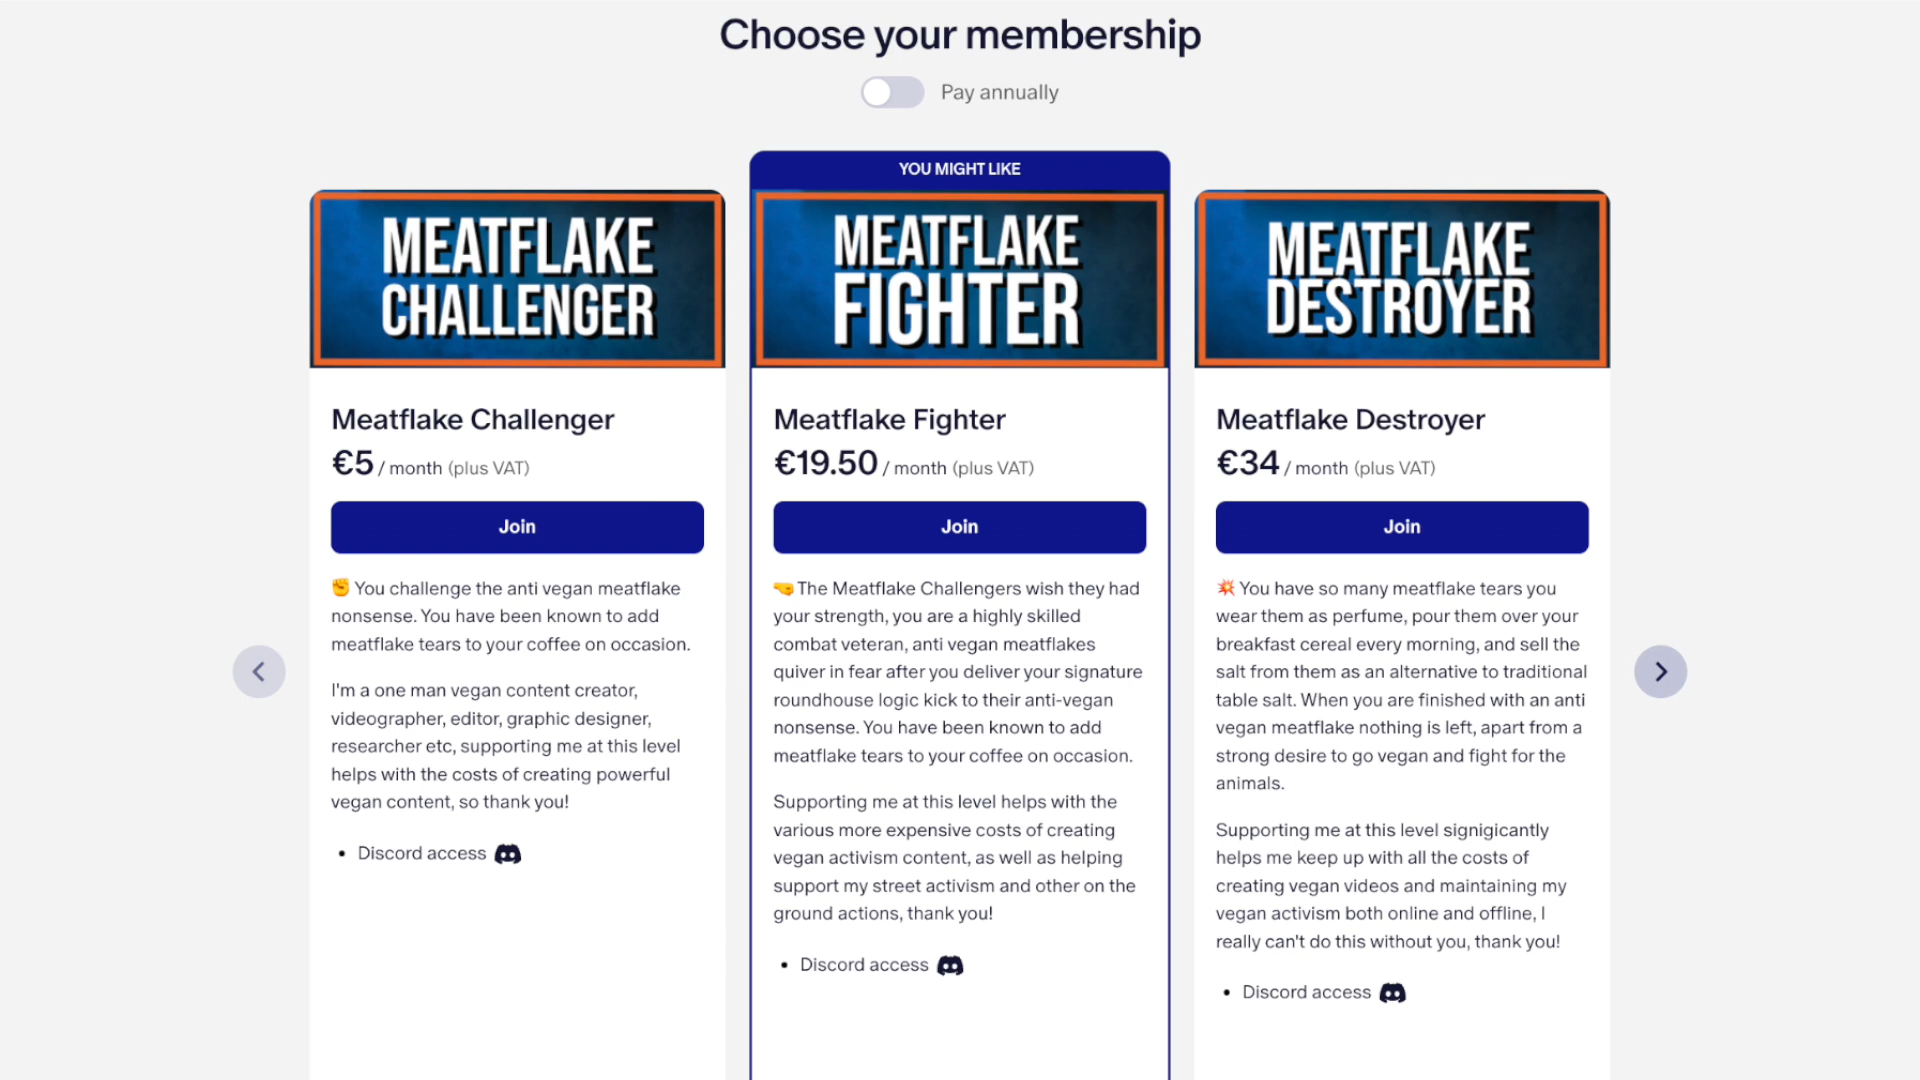 Choose your membership
Pay annually
YOU MIGHT LIKE
MEATFLAKE
CHALLENGER
Meatflake Challenger
€5 / month (plus VAT)
Join
✊ You challenge the anti vegan meatflake
nonsense. You have been known to add
meatflake tears to your coffee on occasion.
I'm a one man vegan content creator,
videographer, editor, graphic designer,
researcher etc, supporting me at this level
helps with the costs of creating powerful
vegan content, so thank you!
• Discord access
MEATFLAKE
FIGHTER
Meatflake Fighter
€19.50 / month (plus VAT)
Join
🤜 The Meatflake Challengers wish they had
your strength, you are a highly skilled
combat veteran, anti vegan meatflakes
quiver in fear after you deliver your signature
roundhouse logic kick to their anti-vegan
nonsense. You have been known to add
meatflake tears to your coffee on occasion.
Supporting me at this level helps with the
various more expensive costs of creating
vegan activism content, as well as helping
support my street activism and other on the
ground actions, thank you!
• Discord access
MEATFLAKE
DESTROYER
Meatflake Destroyer
€34 / month (plus VAT)
Join
💥 You have so many meatflake tears you
wear them as perfume, pour them over your
breakfast cereal every morning, and sell the
salt from them as an alternative to traditional
table salt. When you are finished with an anti
vegan meatflake nothing is left, apart from a
strong desire to go vegan and fight for the
animals.
Supporting me at this level signigicantly
helps me keep up with all the costs of
creating vegan videos and maintaining my
vegan activism both online and offline, I
really can't do this without you, thank you!
• Discord access